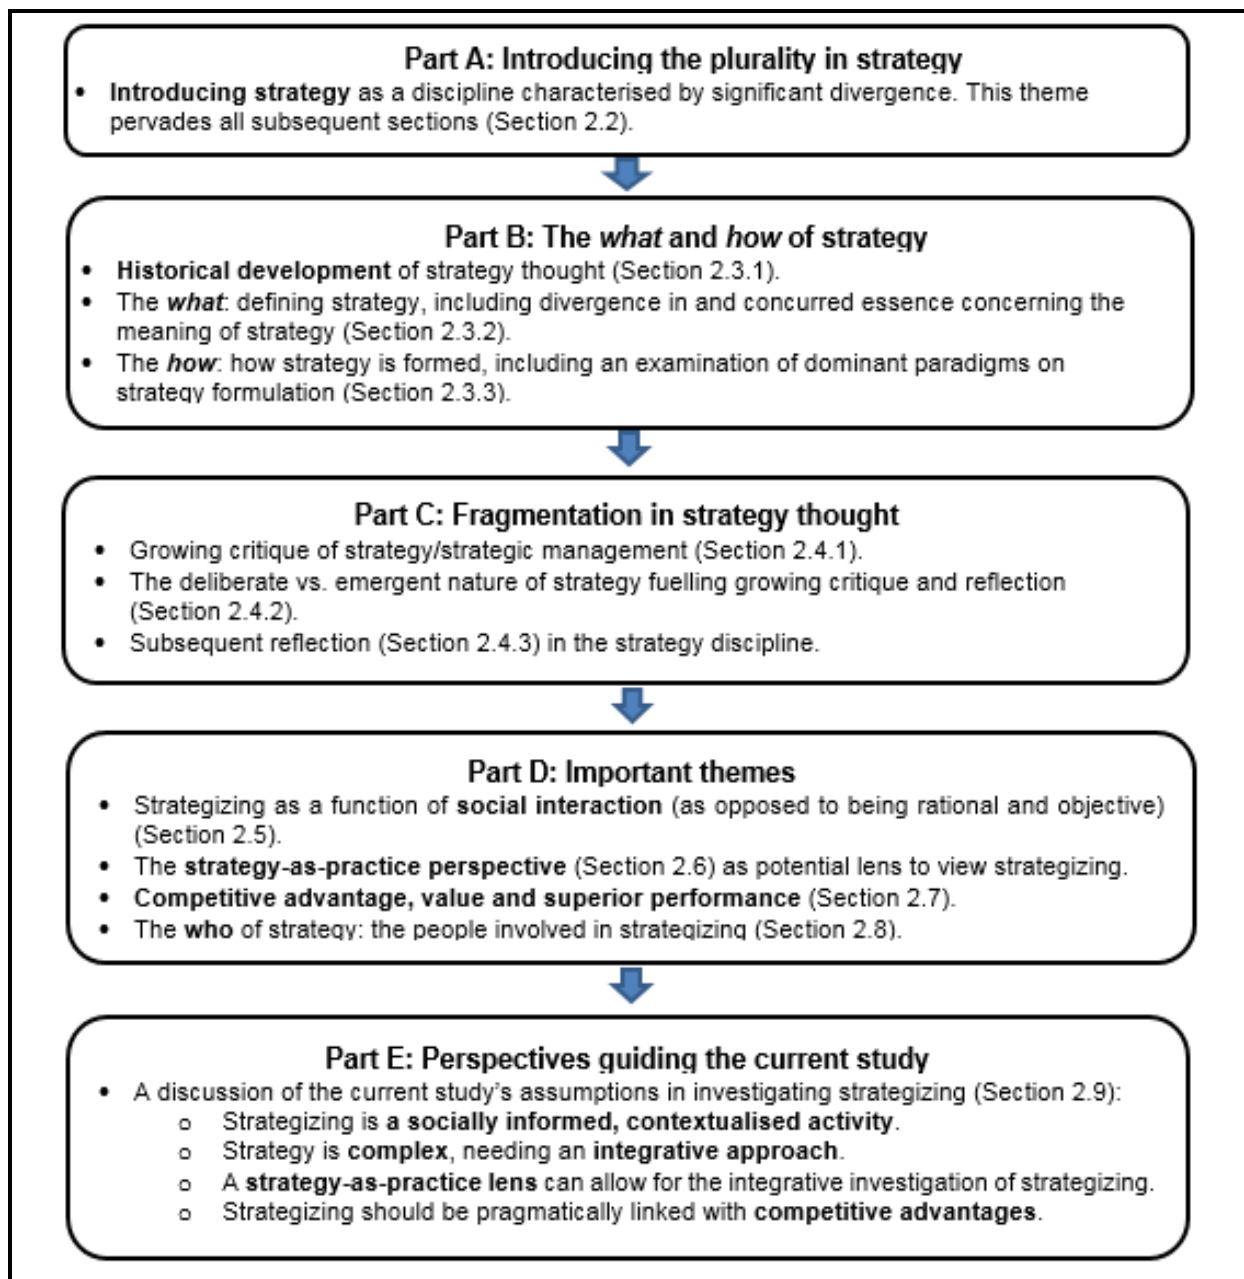 Part A: Introducing the plurality in strategy
• Introducing strategy as a discipline characterised by significant divergence. This theme
pervades all subsequent sections (Section 2.2).
Part B: The what and how of strategy
• Historical development of strategy thought (Section 2.3.1).
• The what: defining strategy, including divergence in and concurred essence concerning the
meaning of strategy (Section 2.3.2).
• The how: how strategy is formed, including an examination of dominant paradigms on
strategy formulation (Section 2.3.3).
Part C: Fragmentation in strategy thought
• Growing critique of strategy/strategic management (Section 2.4.1).
• The deliberate vs. emergent nature of strategy fuelling growing critique and reflection
(Section 2.4.2).
• Subsequent reflection (Section 2.4.3) in the strategy discipline.
Part D: Important themes
• Strategizing as a function of social interaction (as opposed to being rational and objective)
(Section 2.5).
• The strategy-as-practice perspective (Section 2.6) as potential lens to view strategizing.
• Competitive advantage, value and superior performance (Section 2.7).
• The who of strategy: the people involved in strategizing (Section 2.8).
Part E: Perspectives guiding the current study
• A discussion of the current study's assumptions in investigating strategizing (Section 2.9):
o Strategizing is a socially informed, contextualised activity.
o Strategy is complex, needing an integrative approach.
o A strategy-as-practice lens can allow for the integrative investigation of strategizing.
o Strategizing should be pragmatically linked with competitive advantages.